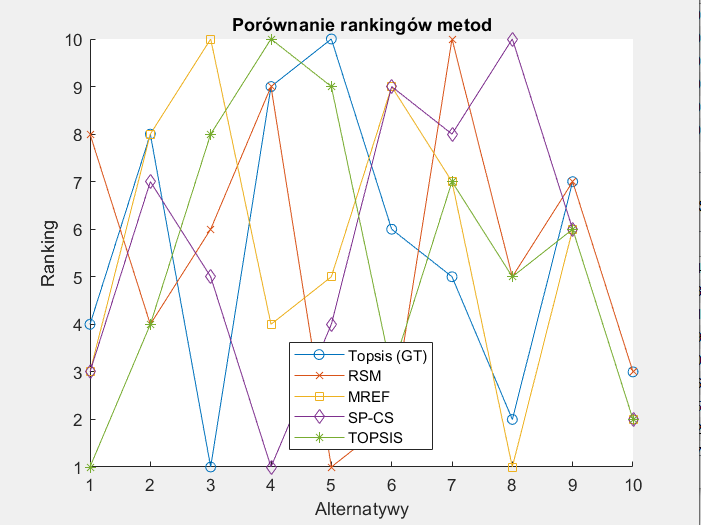 Porównanie rankingów metod
10
9
8
7
6
5
4
3
2
1
Ranking
Topsis (GT)
RSM
MREF
SP-CS
TOPSIS
1 2 3 4 5 6 7 8 9 10
Alternatywy